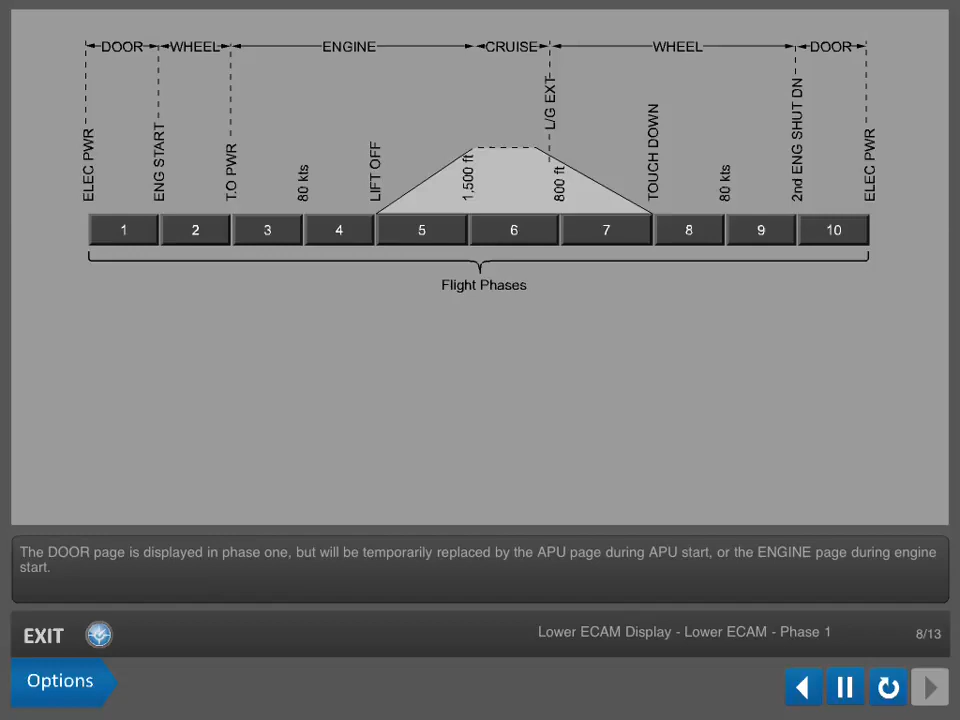 DOOR WHEEL ENGINE CRUISE WHEEL DOOR
ELEC PWR
ENG START
T.O PWR
80 kts
LIFT OFF
1,500 ft
L/G EXT
800 ft
TOUCH DOWN
80 kts
2nd ENG SHUT DN
ELEC PWR
1 2 3 4 5 6 7 8 9 10
Flight Phases
The DOOR page is displayed in phase one, but will be temporarily replaced by the APU page during APU start, or the ENGINE page during engine
start.
EXIT
Lower ECAM Display - Lower ECAM - Phase 1
8/13
Options